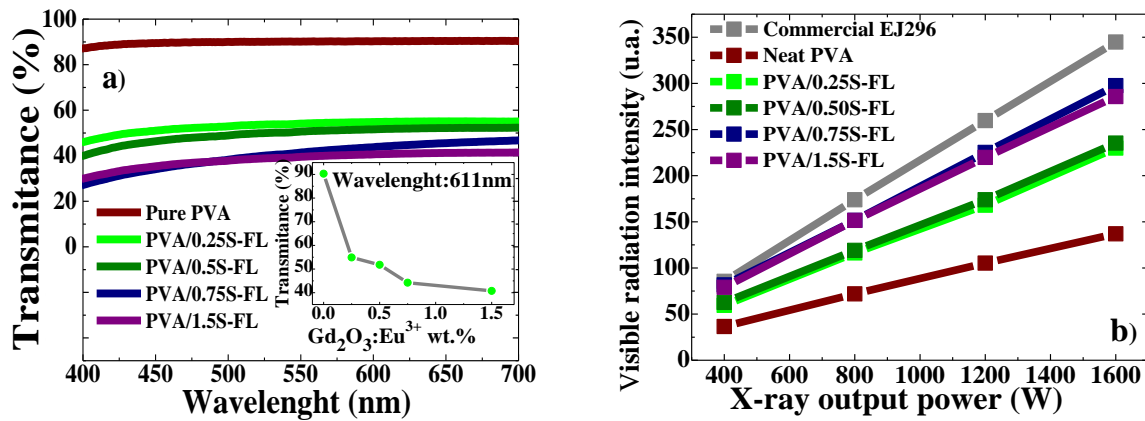 100
80
60
40
20
0
Transmitance (%)
a)
Pure PVA
PVA/0.25S-FL
PVA/0.5S-FL
PVA/0.75S-FL
PVA/1.5S-FL
400 450 500 550 600 650 700
Wavelenght (nm)
Wavelenght:611nm
Transmitance (%)
90
80
70
60
50
40
0.0 0.5 1.0 1.5
Gd2O3:Eu3+ wt.%
Visible radiation intensity (u.a.)
350
300
250
200
150
100
50
0
Commercial EJ296
Neat PVA
PVA/0.25S-FL
PVA/0.50S-FL
PVA/0.75S-FL
PVA/1.5S-FL
b)
400 600 800 1000 1200 1400 1600
X-ray output power (W)